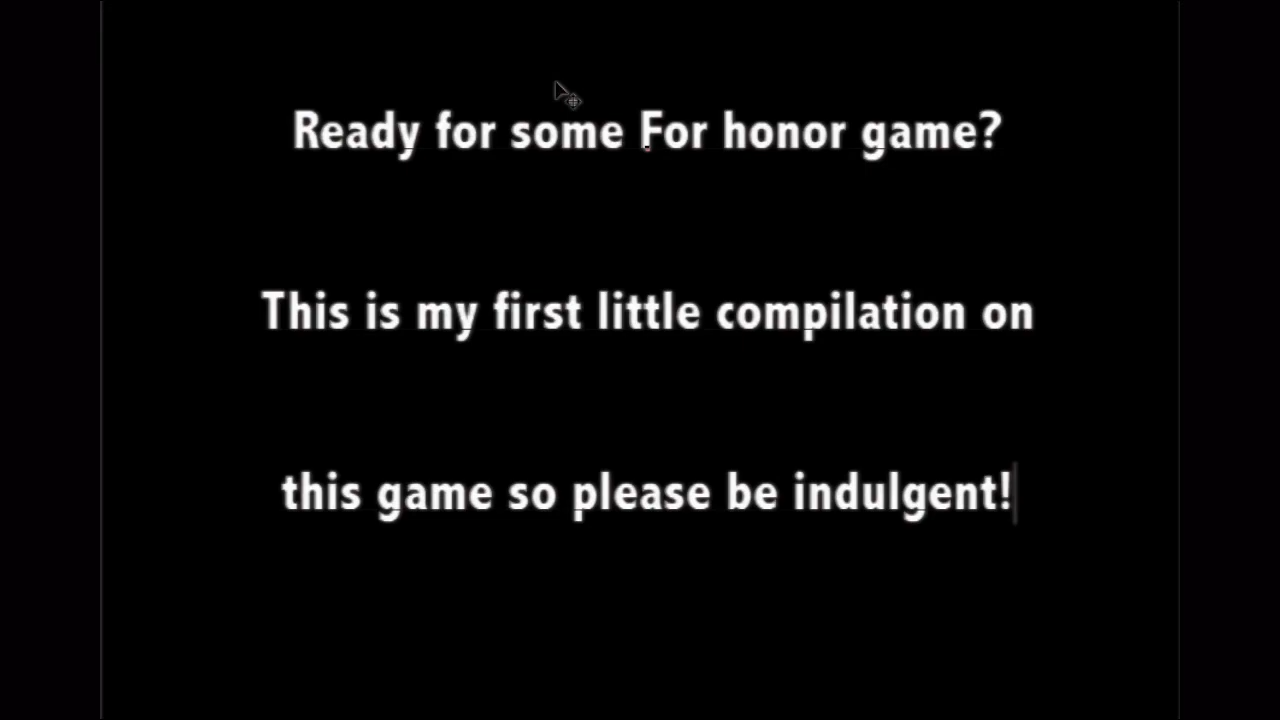 Ready for some For honor game?
This is my first little compilation on
this game so please be indulgent!